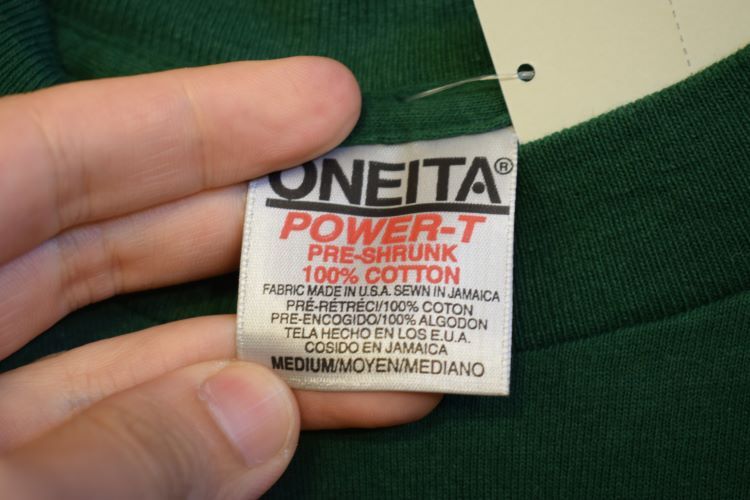 ONEITA®
POWER-T
PRE-SHRUNK
100% COTTON
FABRIC MADE IN U.S.A. SEWN IN JAMAICA
PRÉ-RÉTRÉCI/100% COTON
PRE-ENCOGIDO/100% ALGODON
TELA HECHO EN LOS E.U.A.
COSIDO EN JAMAICA
MEDIUM/MOYEN/MEDIANO